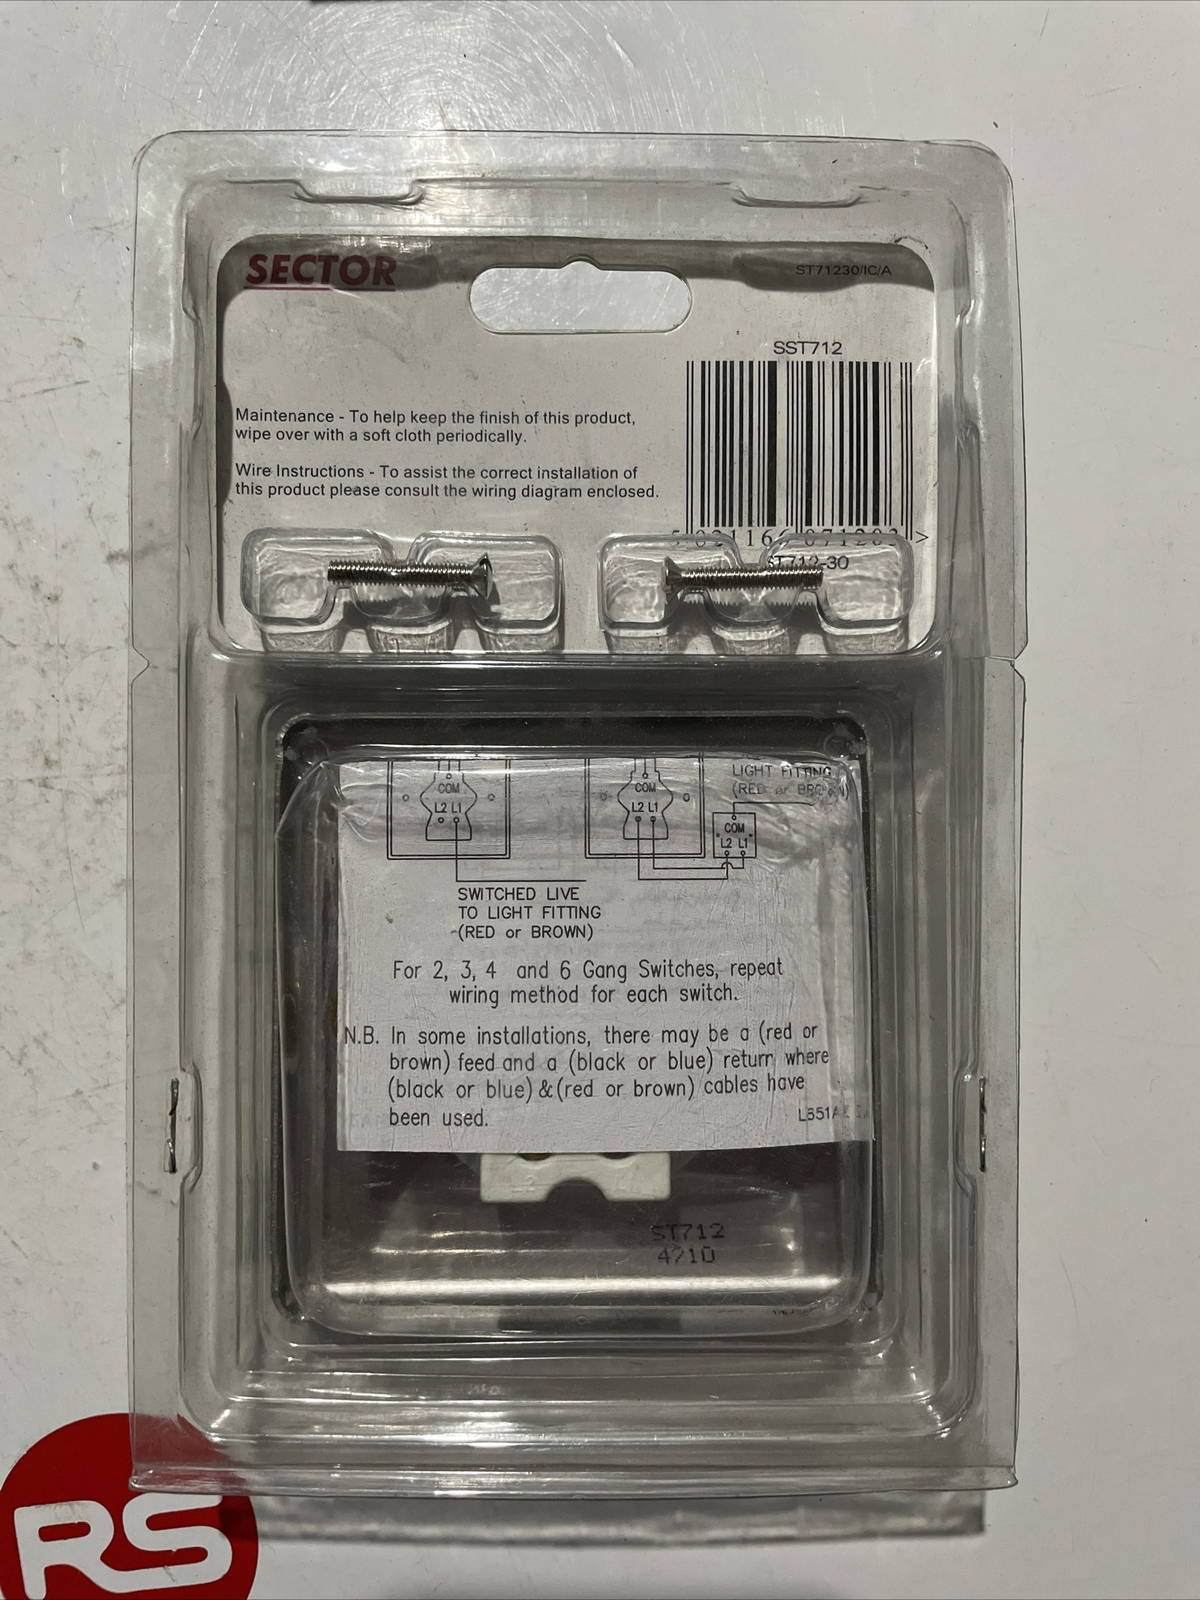 SECTOR
ST71230/IC/A
SST712
Maintenance - To help keep the finish of this product,
wipe over with a soft cloth periodically.
Wire Instructions - To assist the correct installation of
this product please consult the wiring diagram enclosed.
ST712-30
COM
L2 L1
COM
L2 L1
LIGHT FITTING
(RED or BROWN)
COM
L2 L1
SWITCHED LIVE
TO LIGHT FITTING
(RED or BROWN)
For 2, 3, 4 and 6 Gang Switches, repeat
wiring method for each switch.
N.B. In some installations, there may be a (red or
brown) feed and a (black or blue) return where
(black or blue) & (red or brown) cables have
been used.
L2
ST712
4710
RS